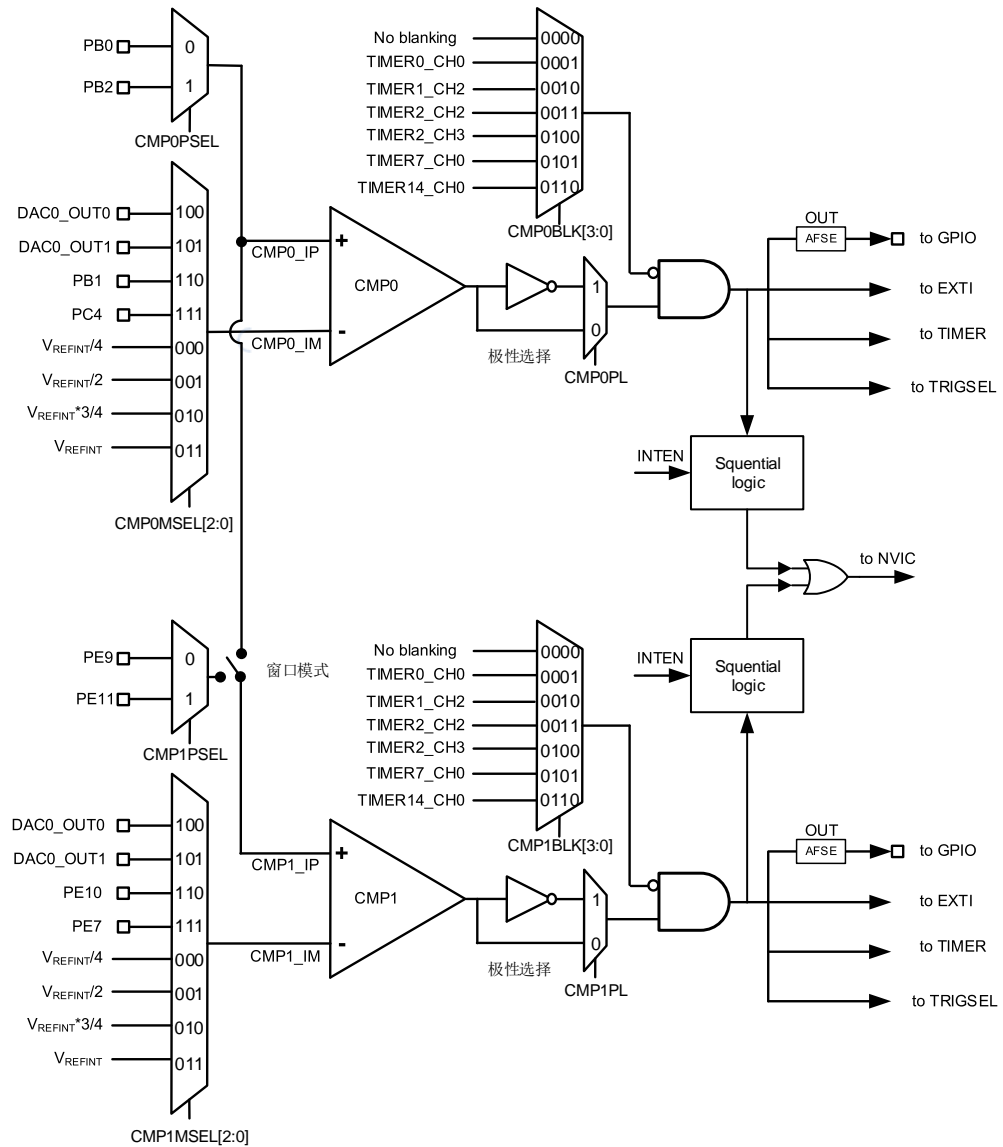 PB0
0
PB2
1
CMP0PSEL
No blanking
0000
TIMER0_CH0
0001
TIMER1_CH2
0010
TIMER2_CH2
0011
TIMER2_CH3
0100
TIMER7_CH0
0101
TIMER14_CH0
0110
CMP0BLK[3:0]
DAC0_OUT0
100
DAC0_OUT1
101
PB1
110
PC4
111
VREFINT/4
000
VREFINT/2
001
VREFINT*3/4
010
VREFINT
011
CMP0MSEL[2:0]
CMP0_IP
+
CMP0
CMP0_IM
-
1
0
极性选择
CMP0PL
OUT
AFSE
to GPIO
to EXTI
to TIMER
to TRIGSEL
INTEN
Squential
logic
to NVIC
PE9
0
PE11
1
CMP1PSEL
窗口模式
No blanking
0000
TIMER0_CH0
0001
TIMER1_CH2
0010
TIMER2_CH2
0011
TIMER2_CH3
0100
TIMER7_CH0
0101
TIMER14_CH0
0110
CMP1BLK[3:0]
INTEN
Squential
logic
DAC0_OUT0
100
DAC0_OUT1
101
PE10
110
PE7
111
VREFINT/4
000
VREFINT/2
001
VREFINT*3/4
010
VREFINT
011
CMP1MSEL[2:0]
CMP1_IP
+
CMP1
CMP1_IM
-
1
0
极性选择
CMP1PL
OUT
AFSE
to GPIO
to EXTI
to TIMER
to TRIGSEL